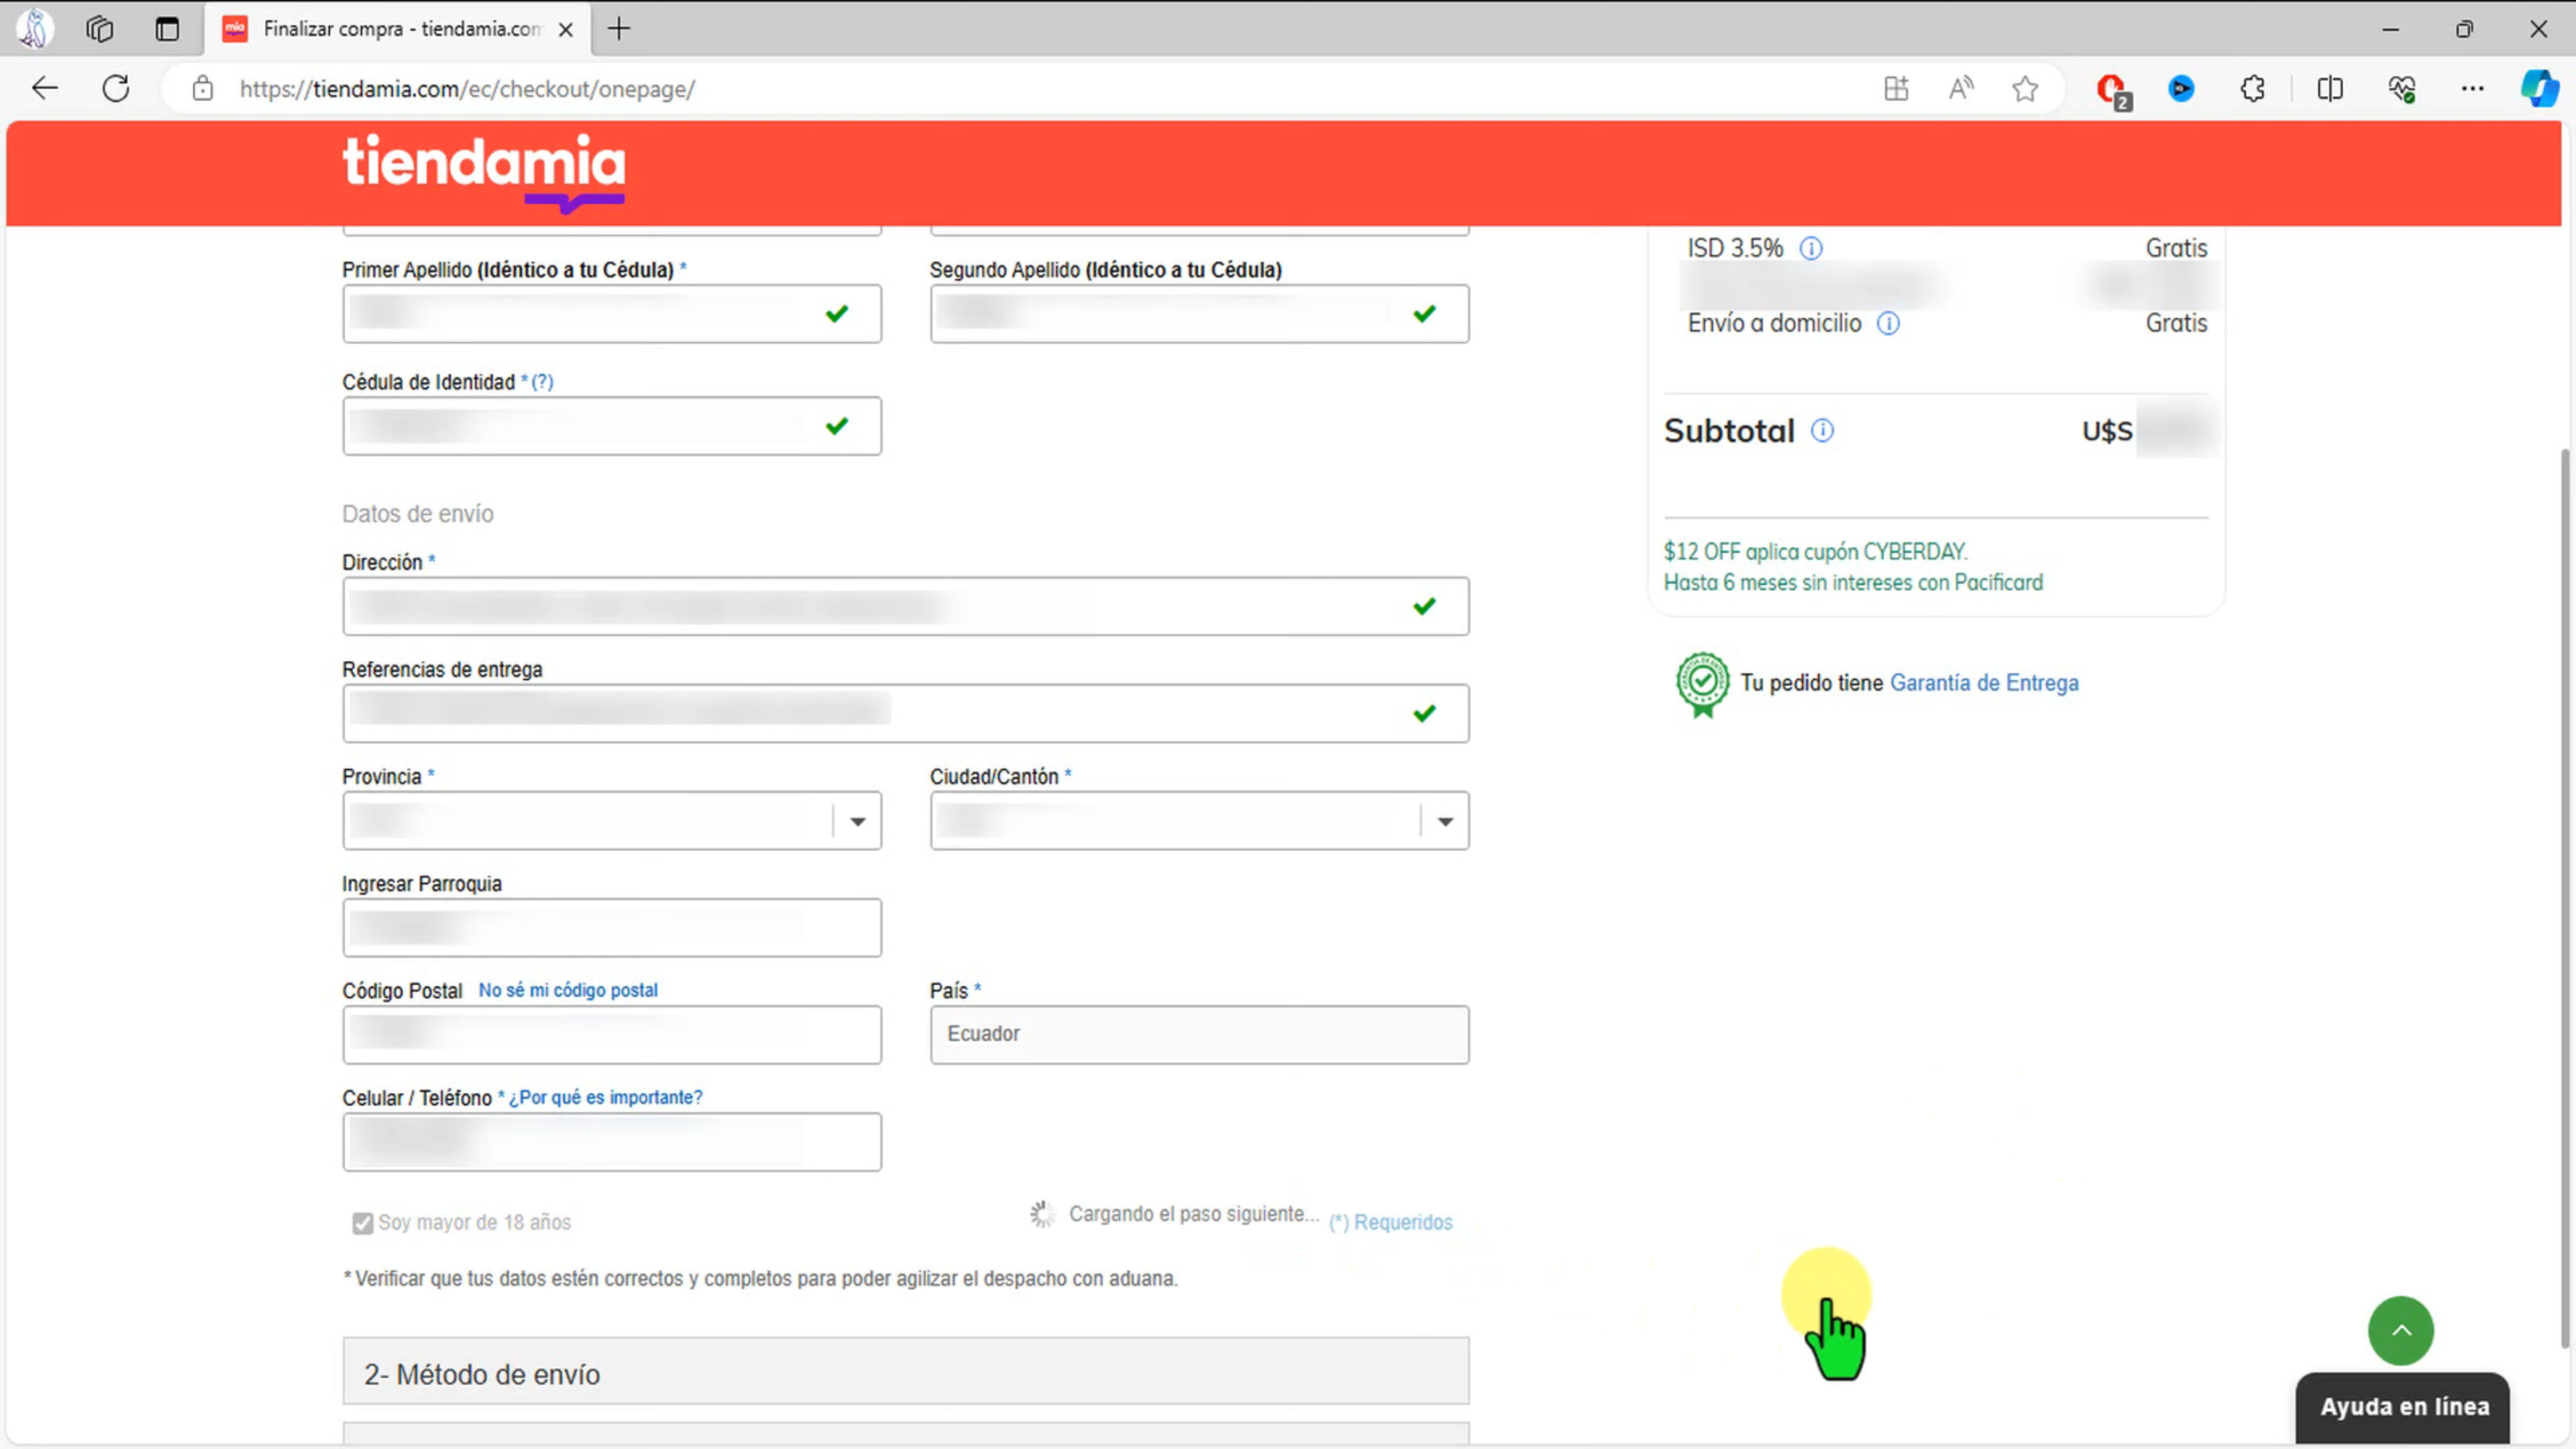 Finalizar compra - tiendamia.com
https://tiendamia.com/ec/checkout/onepage/
2
tiendamia
Primer Apellido (Idéntico a tu Cédula) *
Segundo Apellido (Idéntico a tu Cédula)
Cédula de Identidad * (?)
Datos de envío
Dirección *
Referencias de entrega
Provincia *
Ciudad/Cantón *
Ingresar Parroquia
Código Postal No sé mi código postal
País *
Ecuador
Celular / Teléfono * ¿Por qué es importante?
Soy mayor de 18 años
Cargando el paso siguiente... (*) Requeridos
* Verificar que tus datos estén correctos y completos para poder agilizar el despacho con aduana.
2- Método de envío
ISD 3.5% Gratis
Envío a domicilio Gratis
Subtotal U$S
$12 OFF aplica cupón CYBERDAY.
Hasta 6 meses sin intereses con Pacificard
Tu pedido tiene Garantía de Entrega
Ayuda en línea